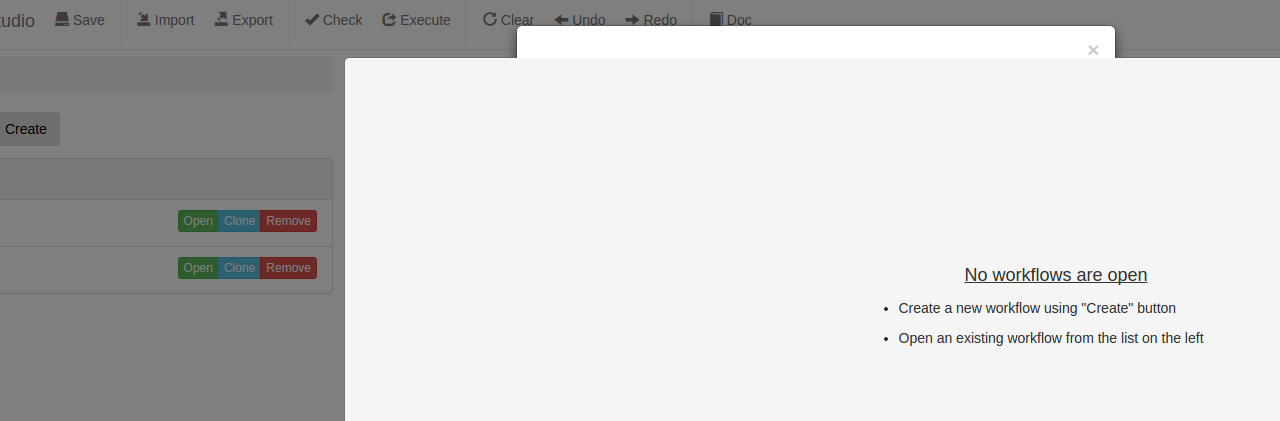 tudio Save Import Export Check Execute Clear Undo Redo Doc
×
Create
Open Clone Remove
Open Clone Remove
No workflows are open
• Create a new workflow using "Create" button
• Open an existing workflow from the list on the left